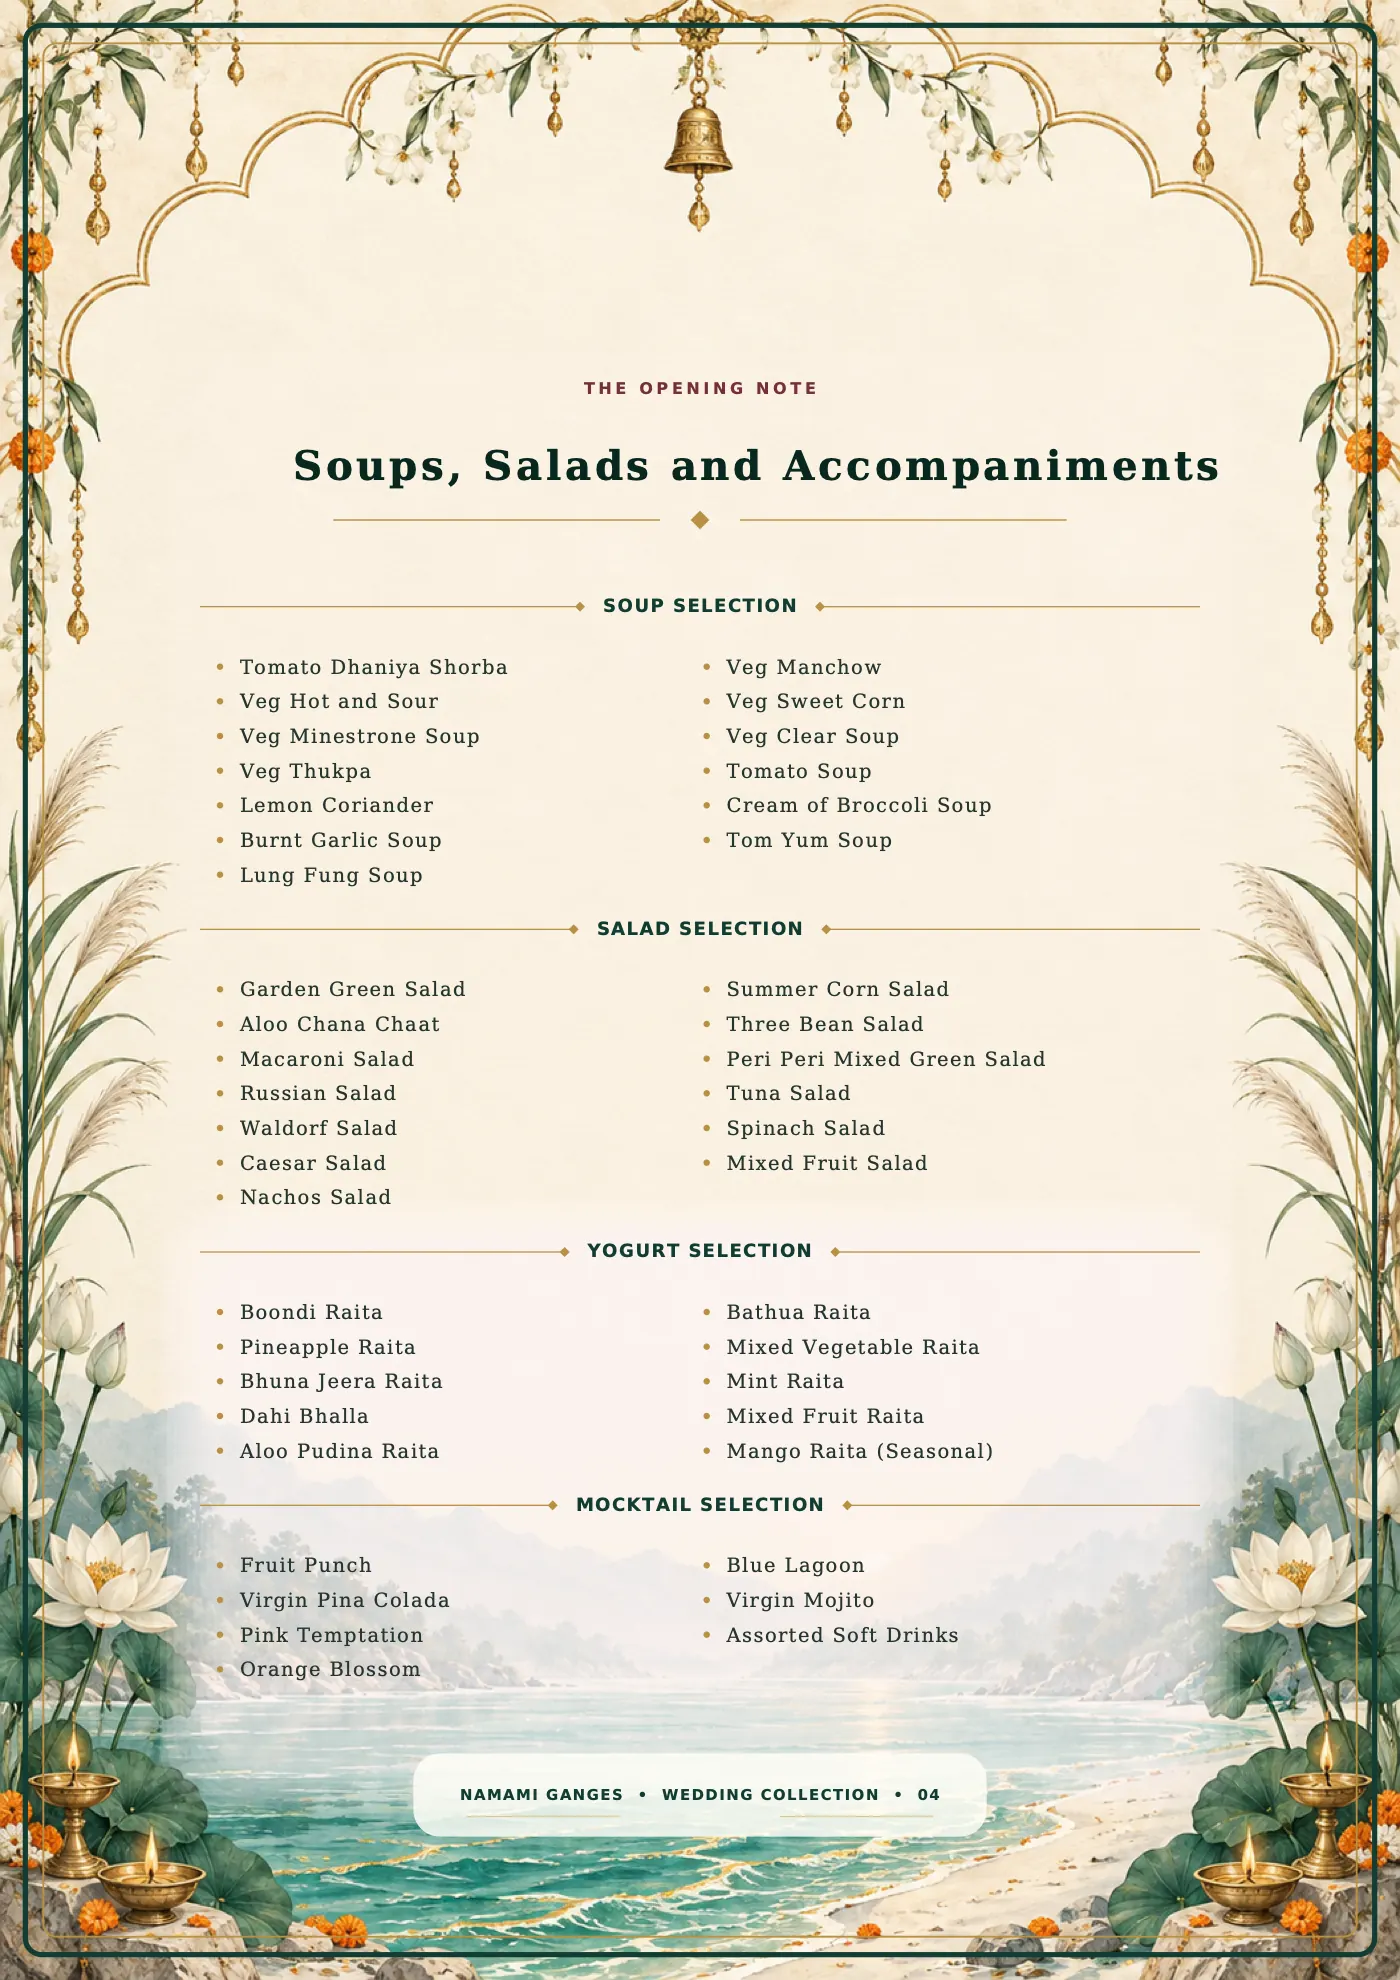 THE OPENING NOTE
Soups, Salads and Accompaniments
SOUP SELECTION
• Tomato Dhaniya Shorba
• Veg Hot and Sour
• Veg Minestrone Soup
• Veg Thukpa
• Lemon Coriander
• Burnt Garlic Soup
• Lung Fung Soup
• Veg Manchow
• Veg Sweet Corn
• Veg Clear Soup
• Tomato Soup
• Cream of Broccoli Soup
• Tom Yum Soup
SALAD SELECTION
• Garden Green Salad
• Aloo Chana Chaat
• Macaroni Salad
• Russian Salad
• Waldorf Salad
• Caesar Salad
• Nachos Salad
• Summer Corn Salad
• Three Bean Salad
• Peri Peri Mixed Green Salad
• Tuna Salad
• Spinach Salad
• Mixed Fruit Salad
YOGURT SELECTION
• Boondi Raita
• Pineapple Raita
• Bhuna Jeera Raita
• Dahi Bhalla
• Aloo Pudina Raita
• Bathua Raita
• Mixed Vegetable Raita
• Mint Raita
• Mixed Fruit Raita
• Mango Raita (Seasonal)
MOCKTAIL SELECTION
• Fruit Punch
• Virgin Pina Colada
• Pink Temptation
• Orange Blossom
• Blue Lagoon
• Virgin Mojito
• Assorted Soft Drinks
NAMAMI GANGES • WEDDING COLLECTION • 04